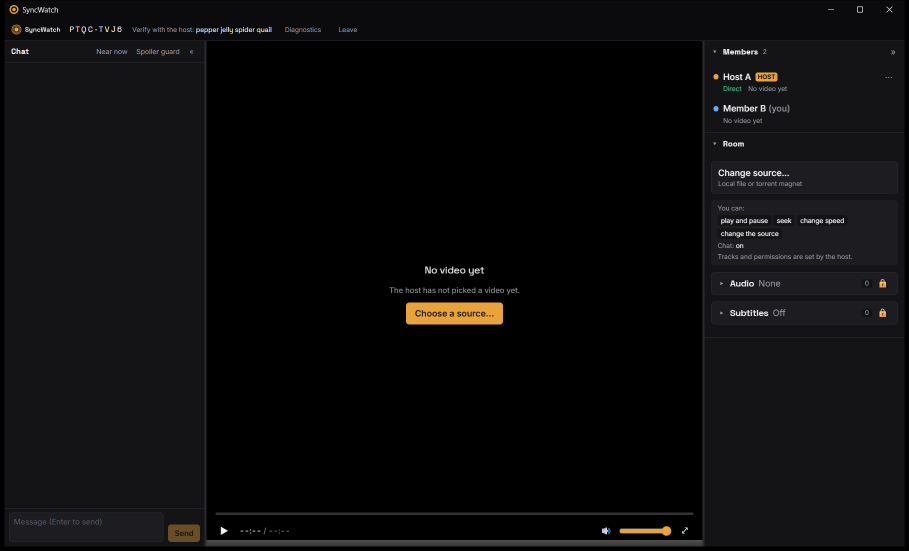 SyncWatch
SyncWatch PTQC-TVJ6 Verify with the host: pepper jelly spider quail Diagnostics Leave
Chat Near now Spoiler guard «
Message (Enter to send)
Send
No video yet
The host has not picked a video yet.
Choose a source...
--:-- / --:--
Members 2 »
Host A HOST ...
Direct No video yet
Member B (you)
No video yet
Room
Change source...
Local file or torrent magnet
You can:
play and pause seek change speed
change the source
Chat: on
Tracks and permissions are set by the host.
Audio None 0
Subtitles Off 0